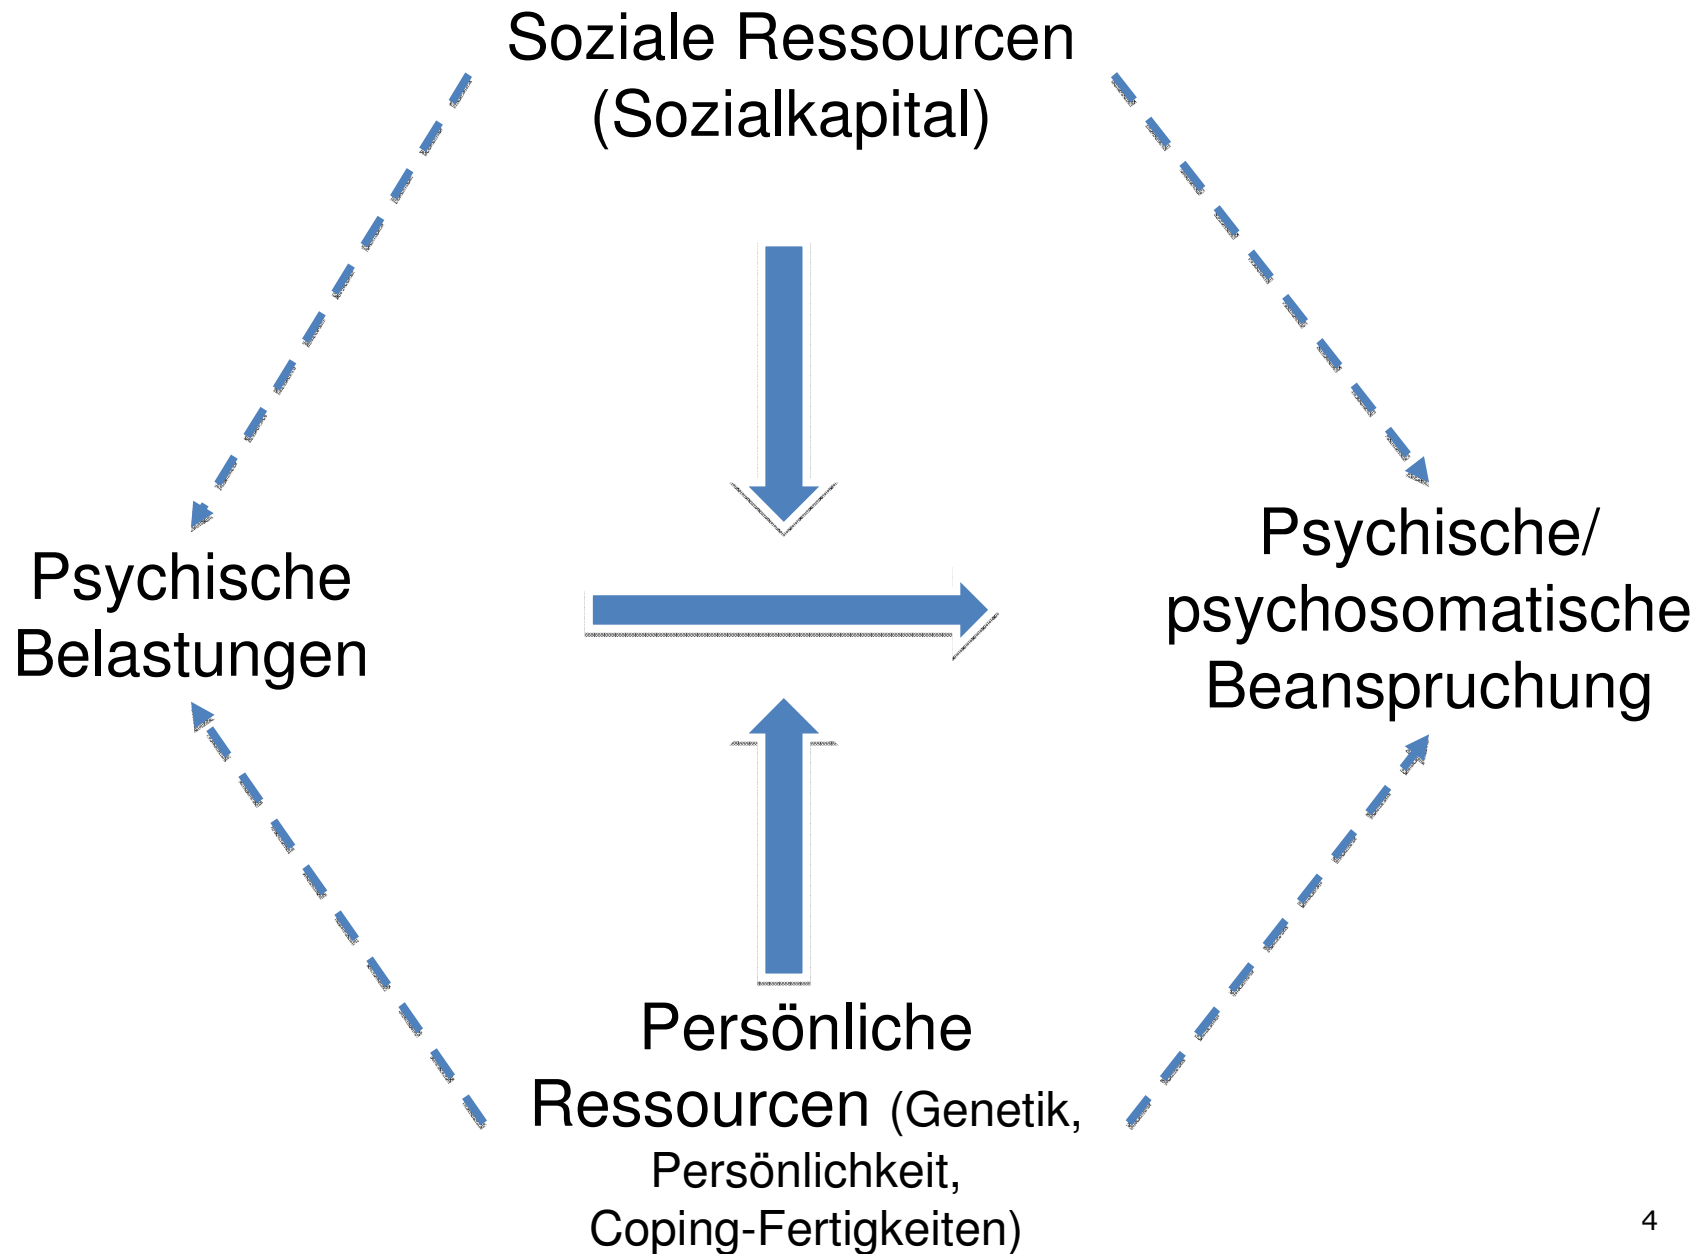 Soziale Ressourcen
(Sozialkapital)
Psychische
Belastungen
Psychische/
psychosomatische
Beanspruchung
Persönliche
Ressourcen (Genetik,
Persönlichkeit,
Coping-Fertigkeiten)
4